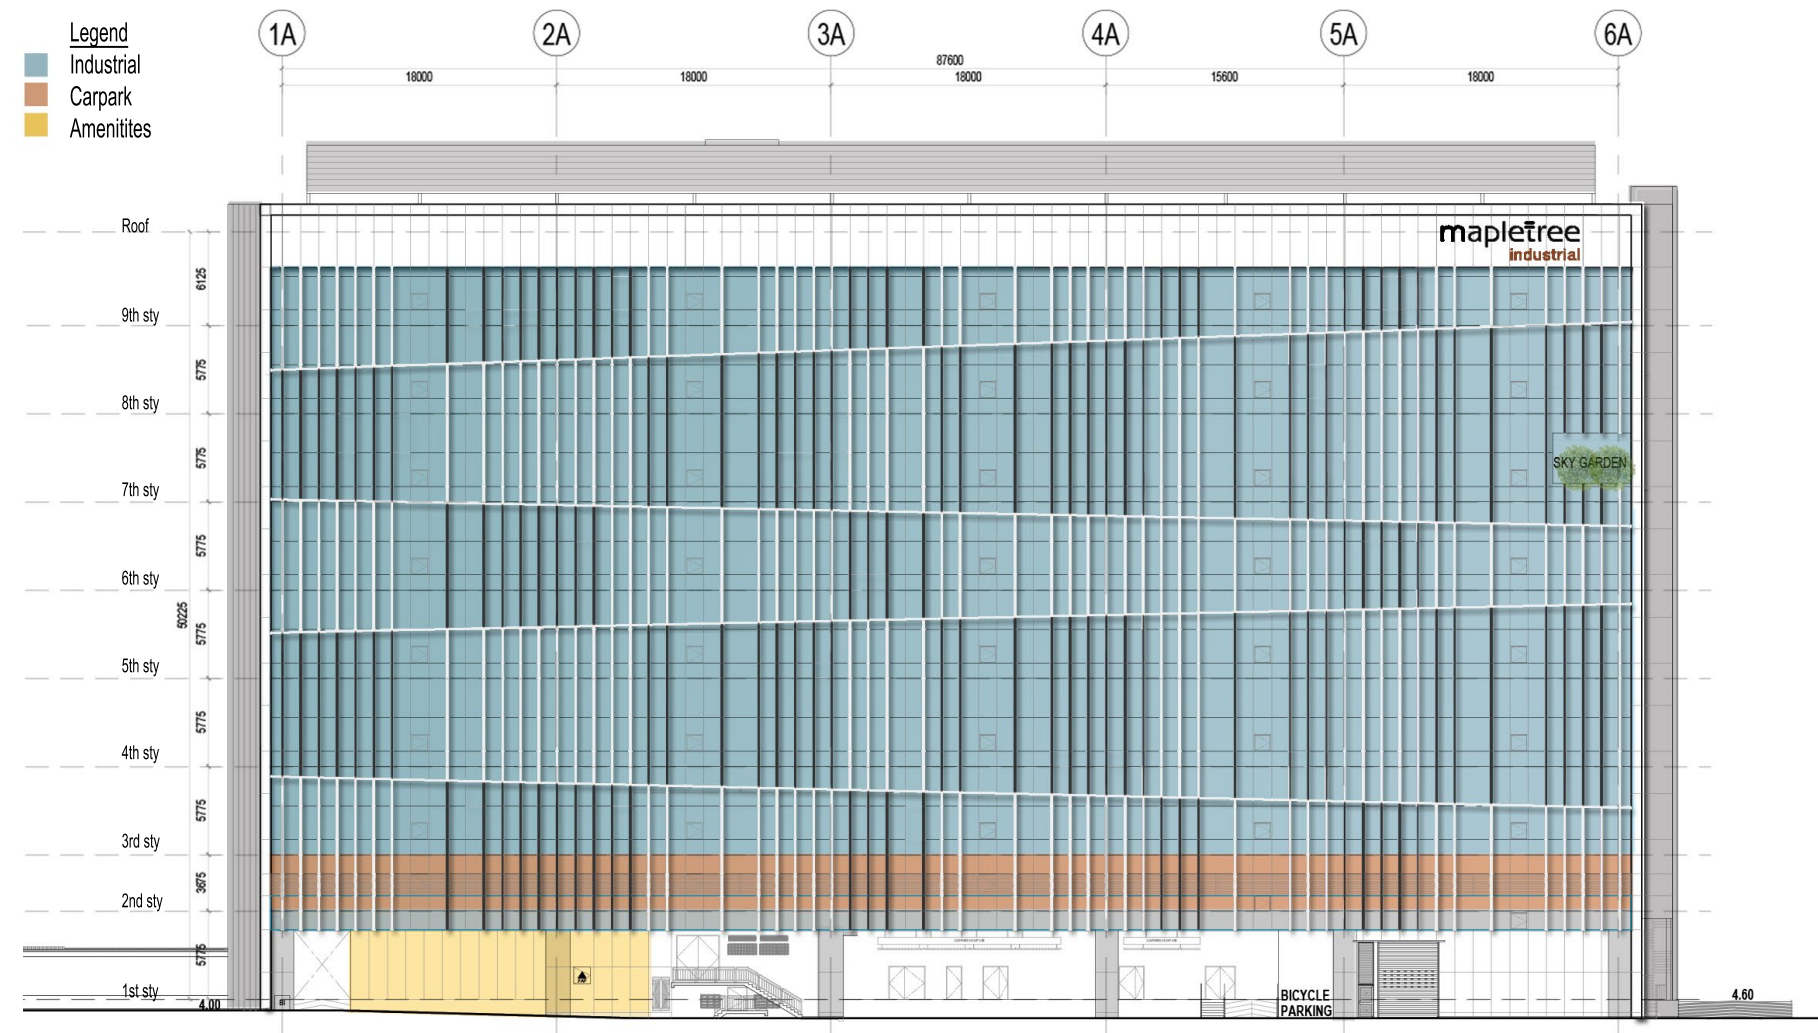 Legend
Industrial
Carpark
Amenitites
1A 2A 3A 4A 5A 6A
87600
18000 18000 18000 15600 18000
mapletree
industrial
Roof
6125
9th sty
5775
8th sty
SKY GARDEN
5775
7th sty
5775
6th sty
50225
5775
5th sty
5775
4th sty
5775
3rd sty
3675
2nd sty
5775
1st sty
4.00
BICYCLE
PARKING
4.60